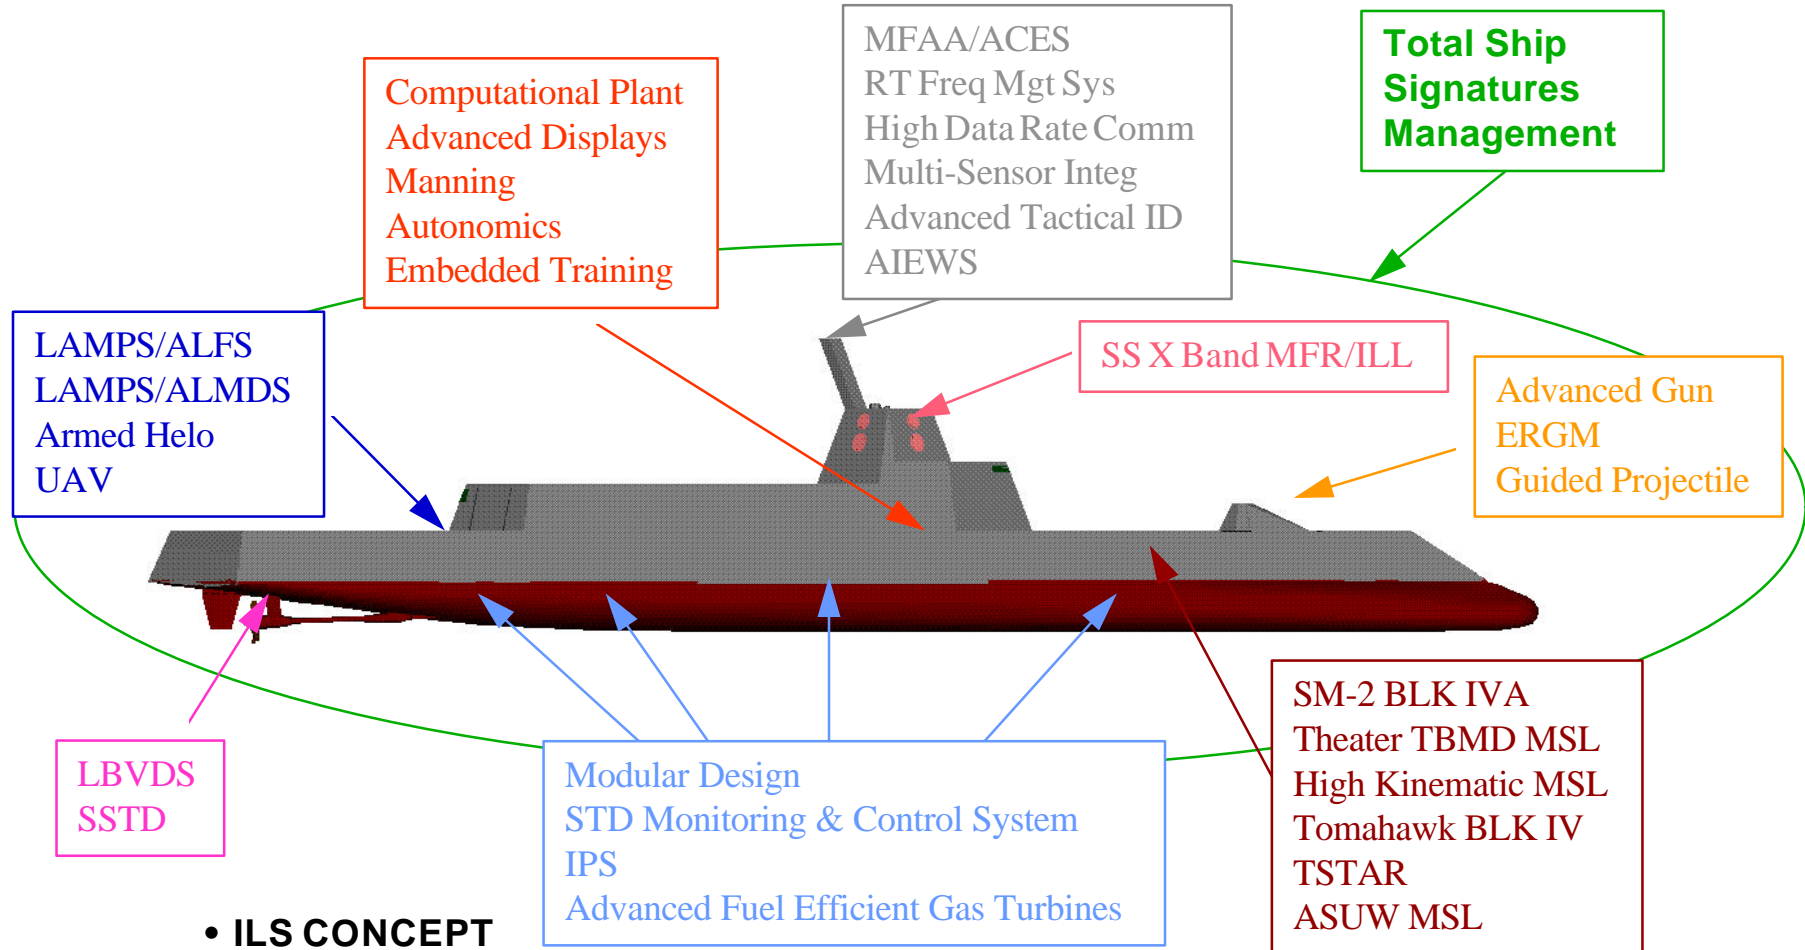 MFAA/ACES
RT Freq Mgt Sys
High Data Rate Comm
Multi-Sensor Integ
Advanced Tactical ID
AIEWS
Total Ship
Signatures
Management
Computational Plant
Advanced Displays
Manning
Autonomics
Embedded Training
LAMPS/ALFS
LAMPS/ALMDS
Armed Helo
UAV
SS X Band MFR/ILL
Advanced Gun
ERGM
Guided Projectile
LBVDS
SSTD
Modular Design
STD Monitoring & Control System
IPS
Advanced Fuel Efficient Gas Turbines
SM-2 BLK IVA
Theater TBMD MSL
High Kinematic MSL
Tomahawk BLK IV
TSTAR
ASUW MSL
• ILS CONCEPT